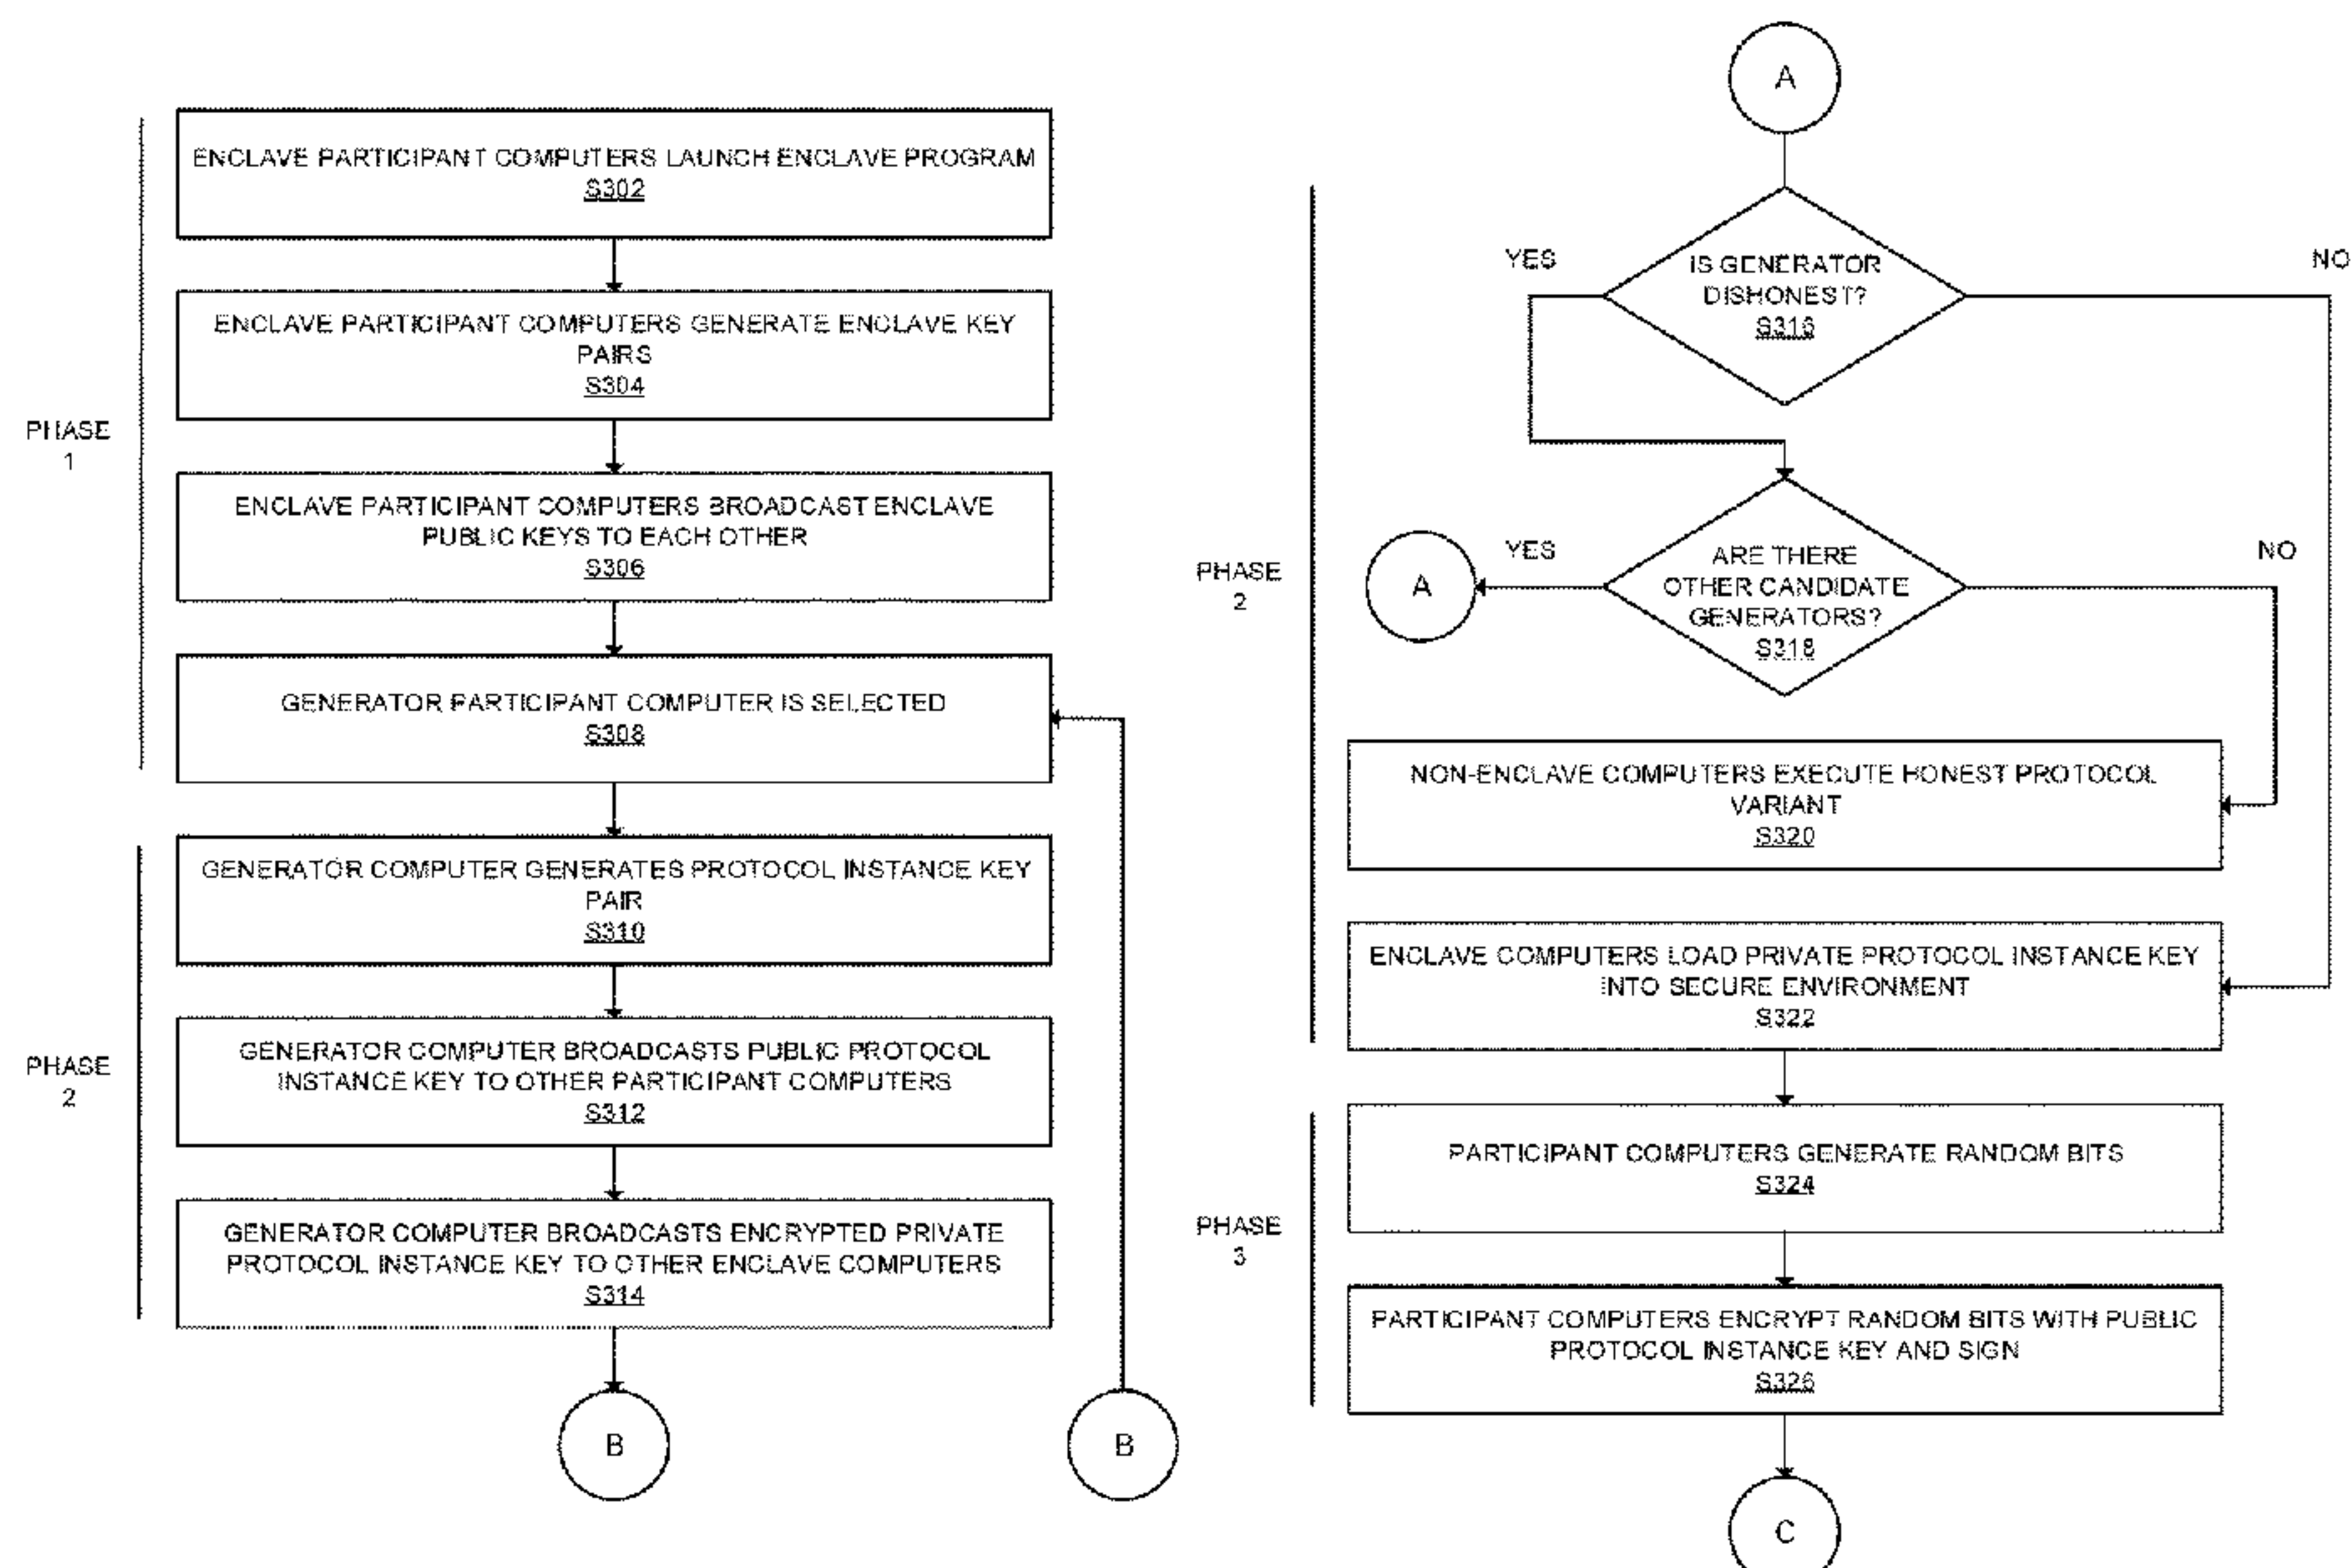 ENCLAVE PARTICIPANT COMPUTERS LAUNCH ENCLAVE PROGRAM
S302
ENCLAVE PARTICIPANT COMPUTERS GENERATE ENCLAVE KEY
PAIRS
S304
PHASE
1
ENCLAVE PARTICIPANT COMPUTERS BROADCAST ENCLAVE
PUBLIC KEYS TO EACH OTHER
S306
GENERATOR PARTICIPANT COMPUTER IS SELECTED
S308
GENERATOR COMPUTER GENERATES PROTOCOL INSTANCE KEY
PAIR
S310
PHASE
2
GENERATOR COMPUTER BROADCASTS PUBLIC PROTOCOL
INSTANCE KEY TO OTHER PARTICIPANT COMPUTERS
S312
GENERATOR COMPUTER BROADCASTS ENCRYPTED PRIVATE
PROTOCOL INSTANCE KEY TO OTHER ENCLAVE COMPUTERS
S314
B
B
A
YES
IS GENERATOR
DISHONEST?
S316
NO
PHASE
2
A
YES
ARE THERE
OTHER CANDIDATE
GENERATORS?
S318
NO
NON-ENCLAVE COMPUTERS EXECUTE HONEST PROTOCOL
VARIANT
S320
ENCLAVE COMPUTERS LOAD PRIVATE PROTOCOL INSTANCE KEY
INTO SECURE ENVIRONMENT
S322
PHASE
3
PARTICIPANT COMPUTERS GENERATE RANDOM BITS
S324
PARTICIPANT COMPUTERS ENCRYPT RANDOM BITS WITH PUBLIC
PROTOCOL INSTANCE KEY AND SIGN
S326
C